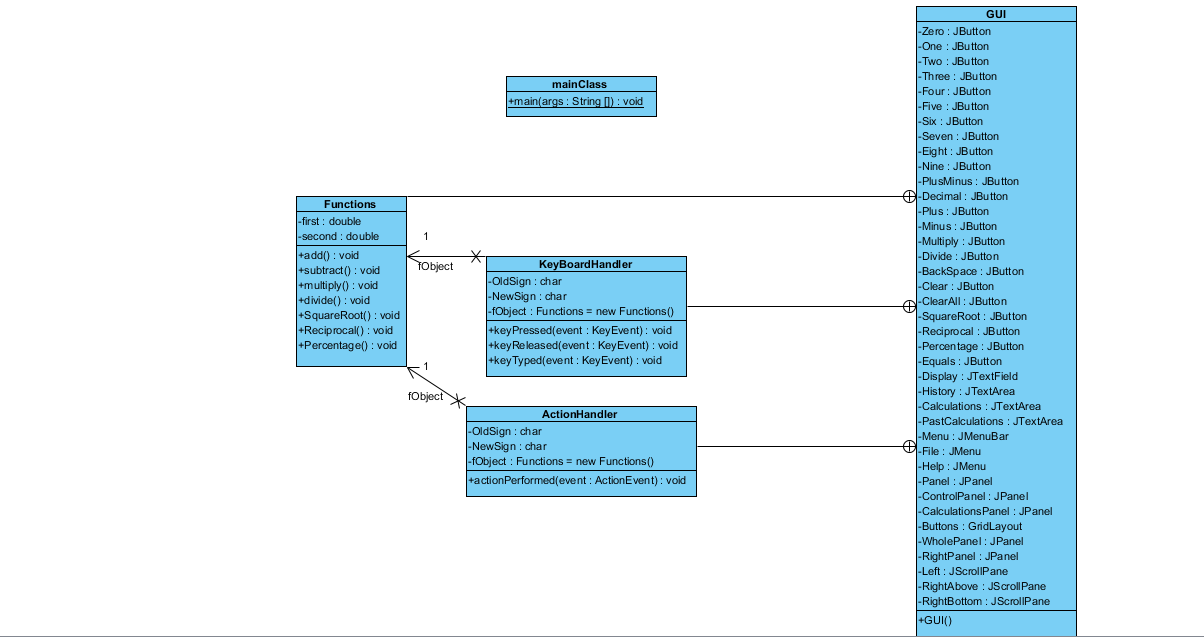 mainClass
+main(args : String []) : void
Functions
-first : double
-second : double
+add() : void
+subtract() : void
+multiply() : void
+divide() : void
+SquareRoot() : void
+Reciprocal() : void
+Percentage() : void
1
fObject
KeyBoardHandler
-OldSign : char
-NewSign : char
-fObject : Functions = new Functions()
+keyPressed(event : KeyEvent) : void
+keyReleased(event : KeyEvent) : void
+keyTyped(event : KeyEvent) : void
1
fObject
ActionHandler
-OldSign : char
-NewSign : char
-fObject : Functions = new Functions()
+actionPerformed(event : ActionEvent) : void
GUI
-Zero : JButton
-One : JButton
-Two : JButton
-Three : JButton
-Four : JButton
-Five : JButton
-Six : JButton
-Seven : JButton
-Eight : JButton
-Nine : JButton
-PlusMinus : JButton
-Decimal : JButton
-Plus : JButton
-Minus : JButton
-Multiply : JButton
-Divide : JButton
-BackSpace : JButton
-Clear : JButton
-ClearAll : JButton
-SquareRoot : JButton
-Reciprocal : JButton
-Percentage : JButton
-Equals : JButton
-Display : JTextField
-History : JTextArea
-Calculations : JTextArea
-PastCalculations : JTextArea
-Menu : JMenuBar
-File : JMenu
-Help : JMenu
-Panel : JPanel
-ControlPanel : JPanel
-CalculationsPanel : JPanel
-Buttons : GridLayout
-WholePanel : JPanel
-RightPanel : JPanel
-Left : JScrollPane
-RightAbove : JScrollPane
-RightBottom : JScrollPane
+GUI()